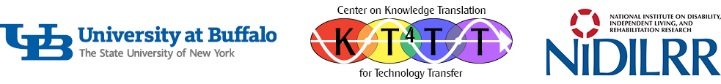 UB University at Buffalo
The State University of New York
Center on Knowledge Translation
K T 4 T T
for Technology Transfer
NATIONAL INSTITUTE ON DISABILITY,
INDEPENDENT LIVING, AND
REHABILITATION RESEARCH
NIDILRR